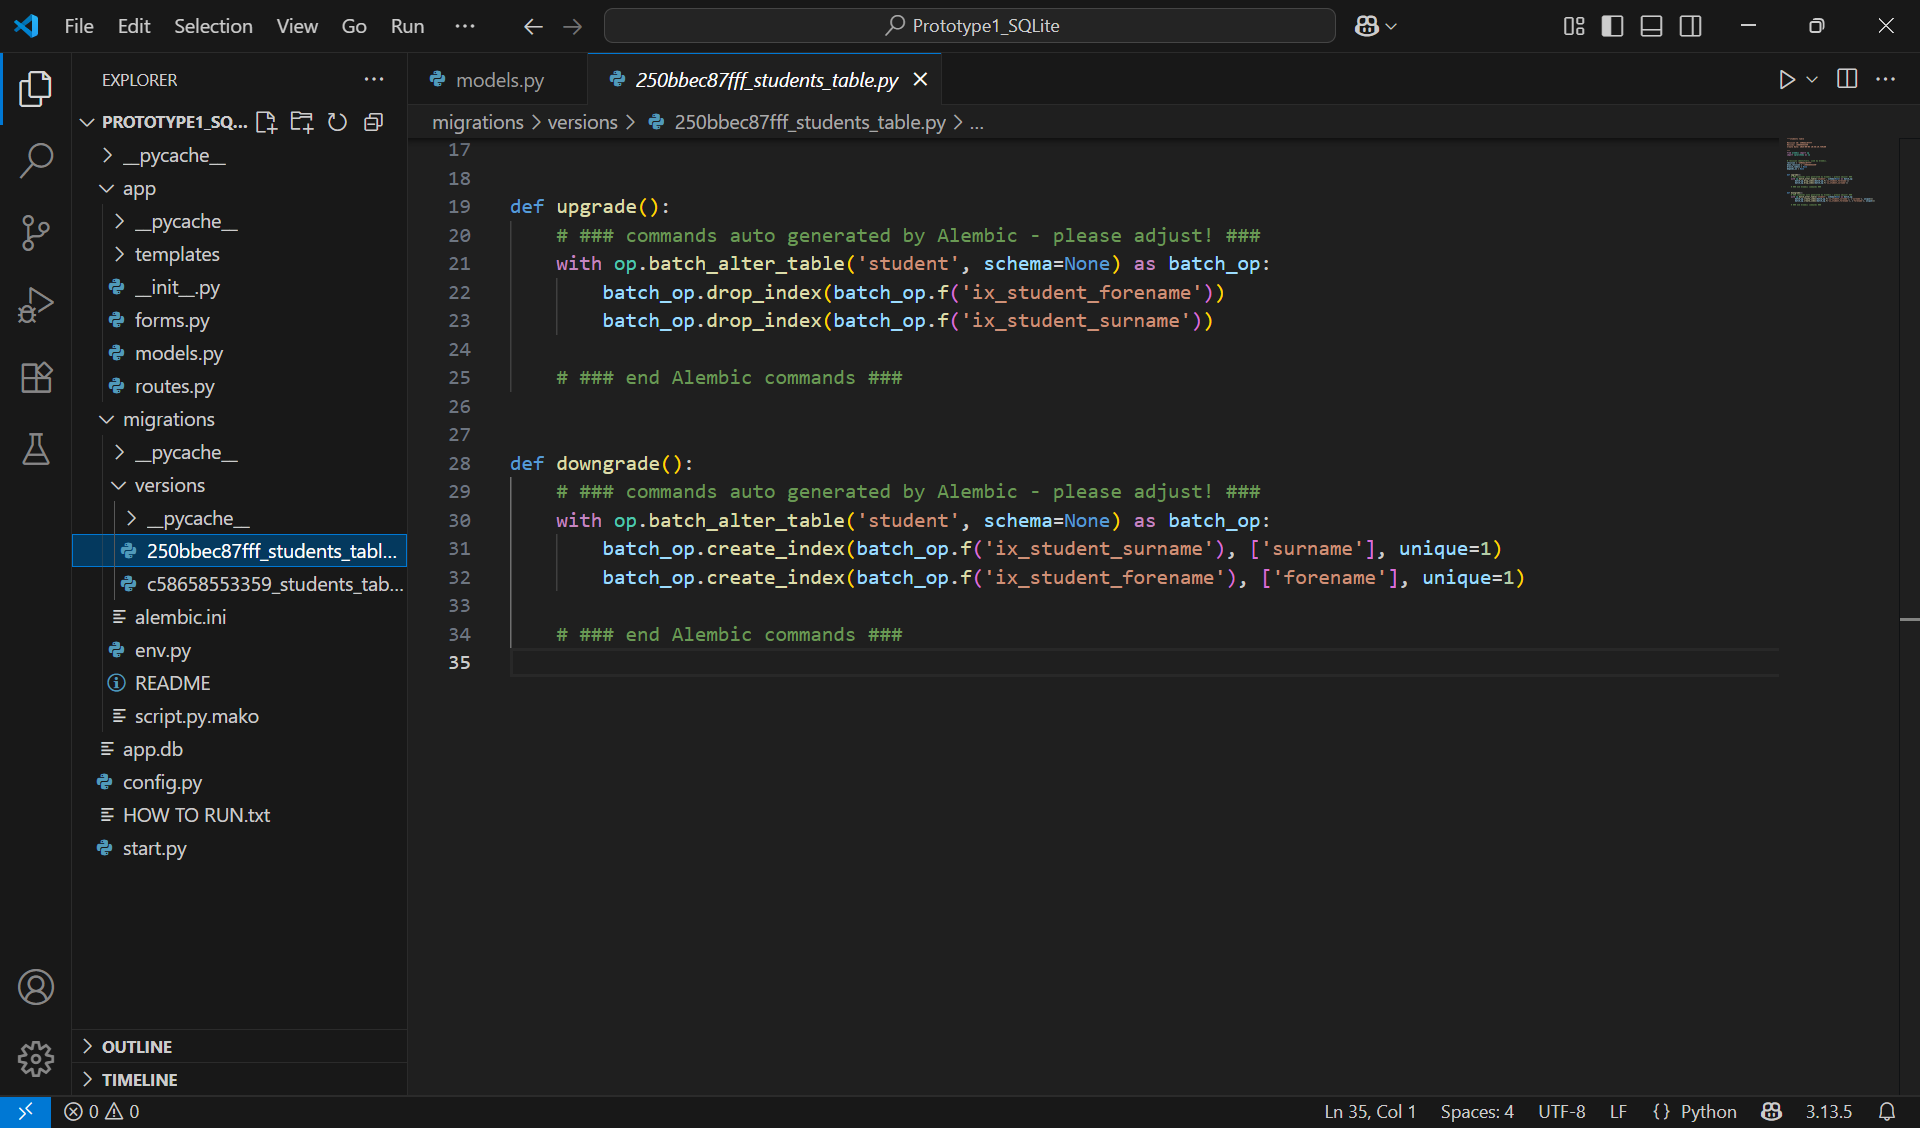 File Edit Selection View Go Run ···
Prototype1_SQLite
EXPLORER
PROTOTYPE1_SQ...
__pycache__
app
__pycache__
templates
__init__.py
forms.py
models.py
routes.py
migrations
__pycache__
versions
__pycache__
250bbec87fff_students_tabl...
c58658553359_students_tab...
alembic.ini
env.py
README
script.py.mako
app.db
config.py
HOW TO RUN.txt
start.py
OUTLINE
TIMELINE
models.py
250bbec87fff_students_table.py
migrations > versions > 250bbec87fff_students_table.py > ...
17
18
19 def upgrade():
20     # ### commands auto generated by Alembic - please adjust! ###
21     with op.batch_alter_table('student', schema=None) as batch_op:
22         batch_op.drop_index(batch_op.f('ix_student_forename'))
23         batch_op.drop_index(batch_op.f('ix_student_surname'))
24
25     # ### end Alembic commands ###
26
27
28 def downgrade():
29     # ### commands auto generated by Alembic - please adjust! ###
30     with op.batch_alter_table('student', schema=None) as batch_op:
31         batch_op.create_index(batch_op.f('ix_student_surname'), ['surname'], unique=1)
32         batch_op.create_index(batch_op.f('ix_student_forename'), ['forename'], unique=1)
33
34     # ### end Alembic commands ###
35
0 0
Ln 35, Col 1 Spaces: 4 UTF-8 LF {} Python 3.13.5